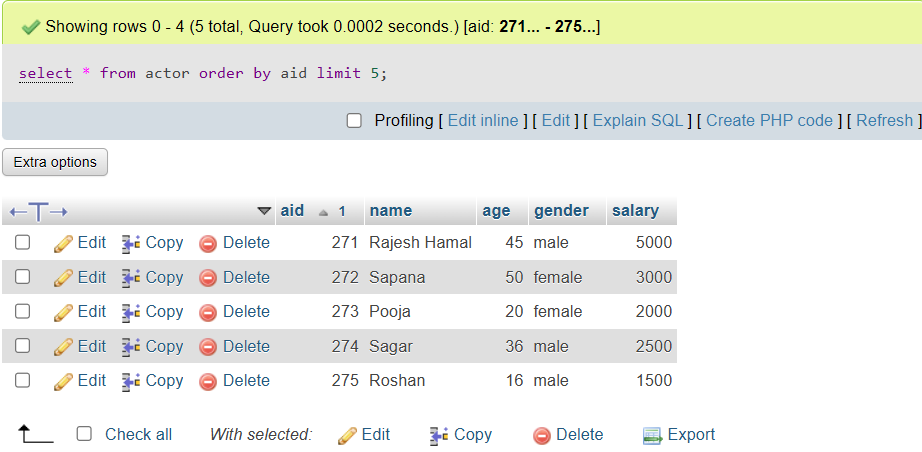 Showing rows 0 - 4 (5 total, Query took 0.0002 seconds.) [aid: 271... - 275...]
select * from actor order by aid limit 5;
Profiling [ Edit inline ] [ Edit ] [ Explain SQL ] [ Create PHP code ] [ Refresh ]
Extra options
aid 1 name age gender salary
Edit Copy Delete 271 Rajesh Hamal 45 male 5000
Edit Copy Delete 272 Sapana 50 female 3000
Edit Copy Delete 273 Pooja 20 female 2000
Edit Copy Delete 274 Sagar 36 male 2500
Edit Copy Delete 275 Roshan 16 male 1500
Check all With selected: Edit Copy Delete Export